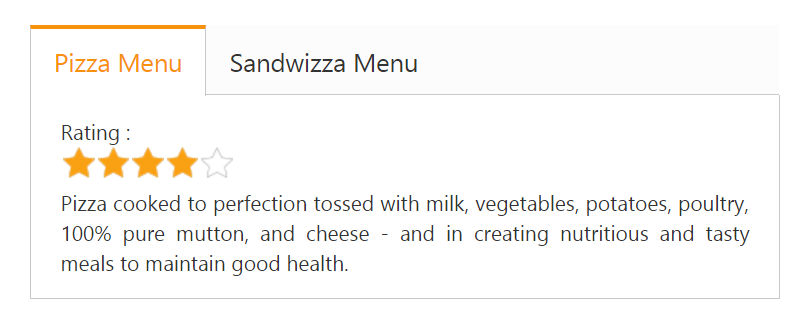 Pizza Menu Sandwizza Menu
Rating :
Pizza cooked to perfection tossed with milk, vegetables, potatoes, poultry,
100% pure mutton, and cheese - and in creating nutritious and tasty
meals to maintain good health.